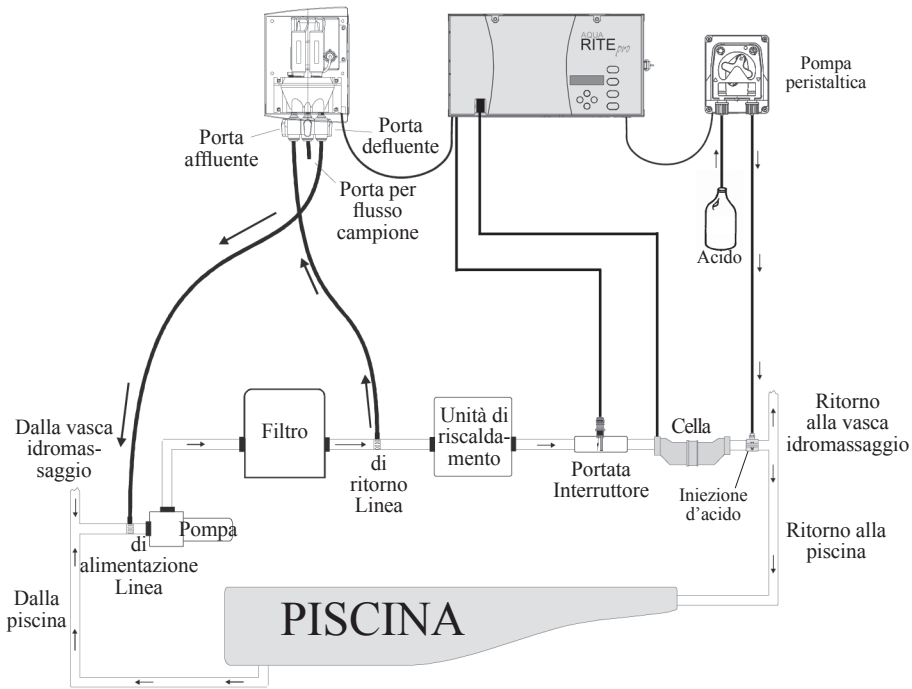 AQUA
RITE pro
Pompa
peristaltica
Porta
affluente
Porta
defluente
Porta per
flusso
campione
Acido
Dalla vasca
idromas-
saggio
Filtro
di
ritorno
Linea
Unità di
riscalda-
mento
Portata
Interruttore
Cella
Iniezione
d'acido
Ritorno
alla vasca
idromassaggio
Pompa
di
alimentazione
Linea
Ritorno alla
piscina
Dalla
piscina
PISCINA